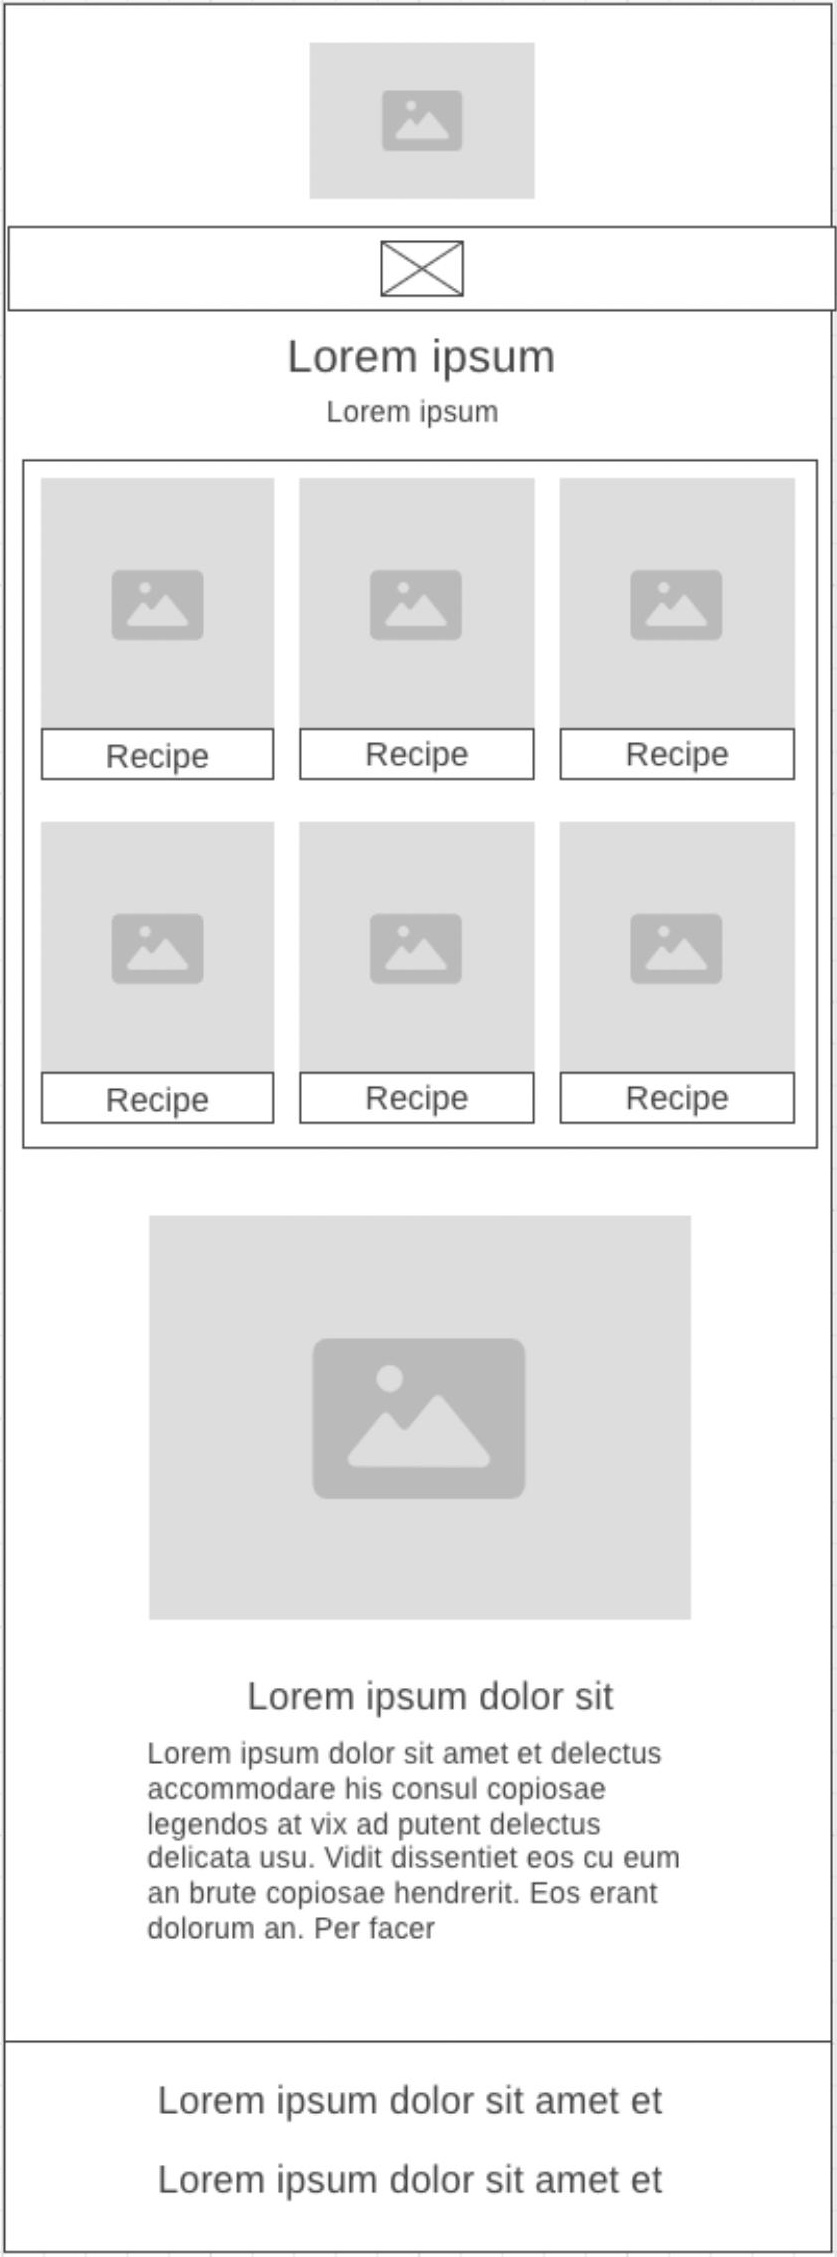 Lorem ipsum
Lorem ipsum
Recipe
Recipe
Recipe
Recipe
Recipe
Recipe
Lorem ipsum dolor sit
Lorem ipsum dolor sit amet et delectus
accommodare his consul copiosae
legendos at vix ad putent delectus
delicata usu. Vidit dissentiet eos cu eum
an brute copiosae hendrerit. Eos erant
dolorum an. Per facer
Lorem ipsum dolor sit amet et
Lorem ipsum dolor sit amet et